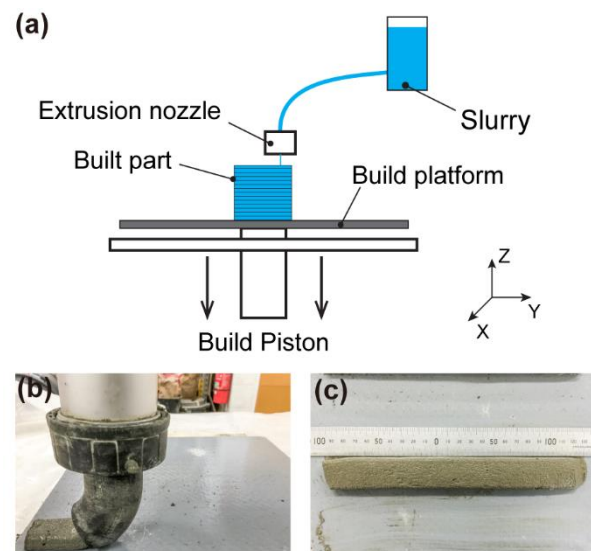 (a)
Extrusion nozzle
Slurry
Built part
Build platform
Z
Y
X
Build Piston
(b)
(c)
100 50 0 50 100